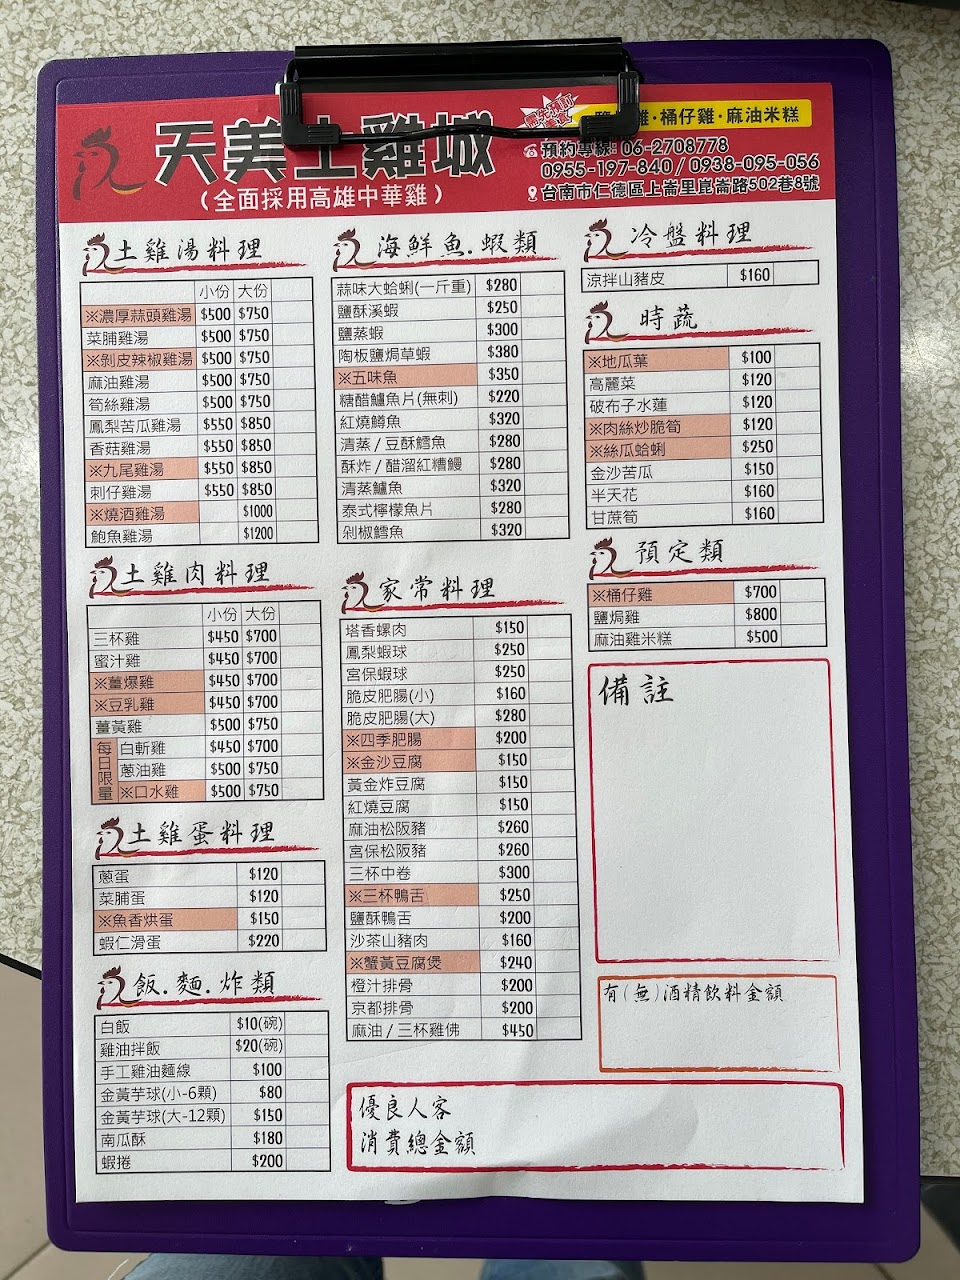 天美土雞城
（全面採用高雄中華雞）
需先預訂
雞·桶仔雞·麻油米糕
預約專線: 06-2708778
0955-197-840 / 0938-095-056
台南市仁德區上崙里崑崙路502巷8號
土雞湯料理
小份 大份
※濃厚蒜頭雞湯 $500 $750
菜脯雞湯 $500 $750
※剝皮辣椒雞湯 $500 $750
麻油雞湯 $500 $750
筍絲雞湯 $500 $750
鳳梨苦瓜雞湯 $550 $850
香菇雞湯 $550 $850
※九尾雞湯 $550 $850
刺仔雞湯 $550 $850
※燒酒雞湯 $1000
鮑魚雞湯 $1200
土雞肉料理
小份 大份
三杯雞 $450 $700
蜜汁雞 $450 $700
※薑爆雞 $450 $700
※豆乳雞 $450 $700
薑黃雞 $500 $750
每日限量
白斬雞 $450 $700
蔥油雞 $500 $750
※口水雞 $500 $750
土雞蛋料理
蔥蛋 $120
菜脯蛋 $120
※魚香烘蛋 $150
蝦仁滑蛋 $220
飯.麵.炸類
白飯 $10(碗)
雞油拌飯 $20(碗)
手工雞油麵線 $100
金黃芋球(小-6顆) $80
金黃芋球(大-12顆) $150
南瓜酥 $180
蝦捲 $200
海鮮魚.蝦類
蒜味大蛤蜊(一斤重) $280
鹽酥溪蝦 $250
鹽蒸蝦 $300
陶板鹽焗草蝦 $380
※五味魚 $350
糖醋鱸魚片(無刺) $220
紅燒鱒魚 $320
清蒸 / 豆酥鱈魚 $280
酥炸 / 醋溜紅糟鰻 $280
清蒸鱸魚 $320
泰式檸檬魚片 $280
剁椒鱈魚 $320
家常料理
塔香螺肉 $150
鳳梨蝦球 $250
宮保蝦球 $250
脆皮肥腸(小) $160
脆皮肥腸(大) $280
※四季肥腸 $200
※金沙豆腐 $150
黃金炸豆腐 $150
紅燒豆腐 $150
麻油松阪豬 $260
宮保松阪豬 $260
三杯中卷 $300
※三杯鴨舌 $250
鹽酥鴨舌 $200
沙茶山豬肉 $160
※蟹黃豆腐煲 $240
橙汁排骨 $200
京都排骨 $200
麻油 / 三杯雞佛 $450
冷盤料理
涼拌山豬皮 $160
時蔬
※地瓜葉 $100
高麗菜 $120
破布子水蓮 $120
※肉絲炒脆筍 $120
※絲瓜蛤蜊 $250
金沙苦瓜 $150
半天花 $160
甘蔗筍 $160
預定類
※桶仔雞 $700
鹽焗雞 $800
麻油雞米糕 $500
備註
有(無)酒精飲料金額
優良人客
消費總金額